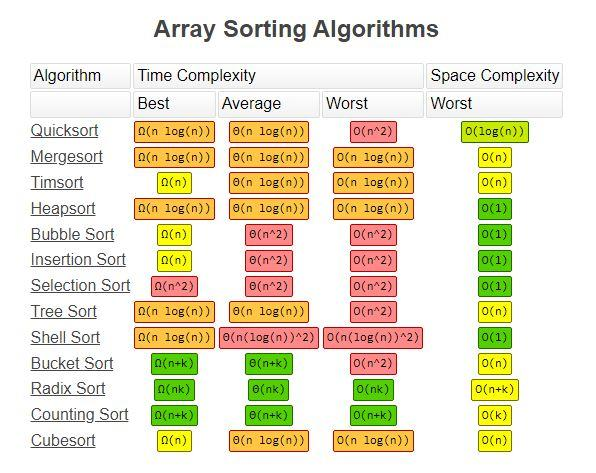 Array Sorting Algorithms
Algorithm Time Complexity Space Complexity
Best Average Worst Worst
Quicksort Ω(n log(n)) Θ(n log(n)) O(n^2) O(log(n))
Mergesort Ω(n log(n)) Θ(n log(n)) O(n log(n)) O(n)
Timsort Ω(n) Θ(n log(n)) O(n log(n)) O(n)
Heapsort Ω(n log(n)) Θ(n log(n)) O(n log(n)) O(1)
Bubble Sort Ω(n) Θ(n^2) O(n^2) O(1)
Insertion Sort Ω(n) Θ(n^2) O(n^2) O(1)
Selection Sort Ω(n^2) Θ(n^2) O(n^2) O(1)
Tree Sort Ω(n log(n)) Θ(n log(n)) O(n^2) O(n)
Shell Sort Ω(n log(n)) Θ(n(log(n))^2) O(n(log(n))^2) O(1)
Bucket Sort Ω(n+k) Θ(n+k) O(n^2) O(n)
Radix Sort Ω(nk) Θ(nk) O(nk) O(n+k)
Counting Sort Ω(n+k) Θ(n+k) O(n+k) O(k)
Cubesort Ω(n) Θ(n log(n)) O(n log(n)) O(n)